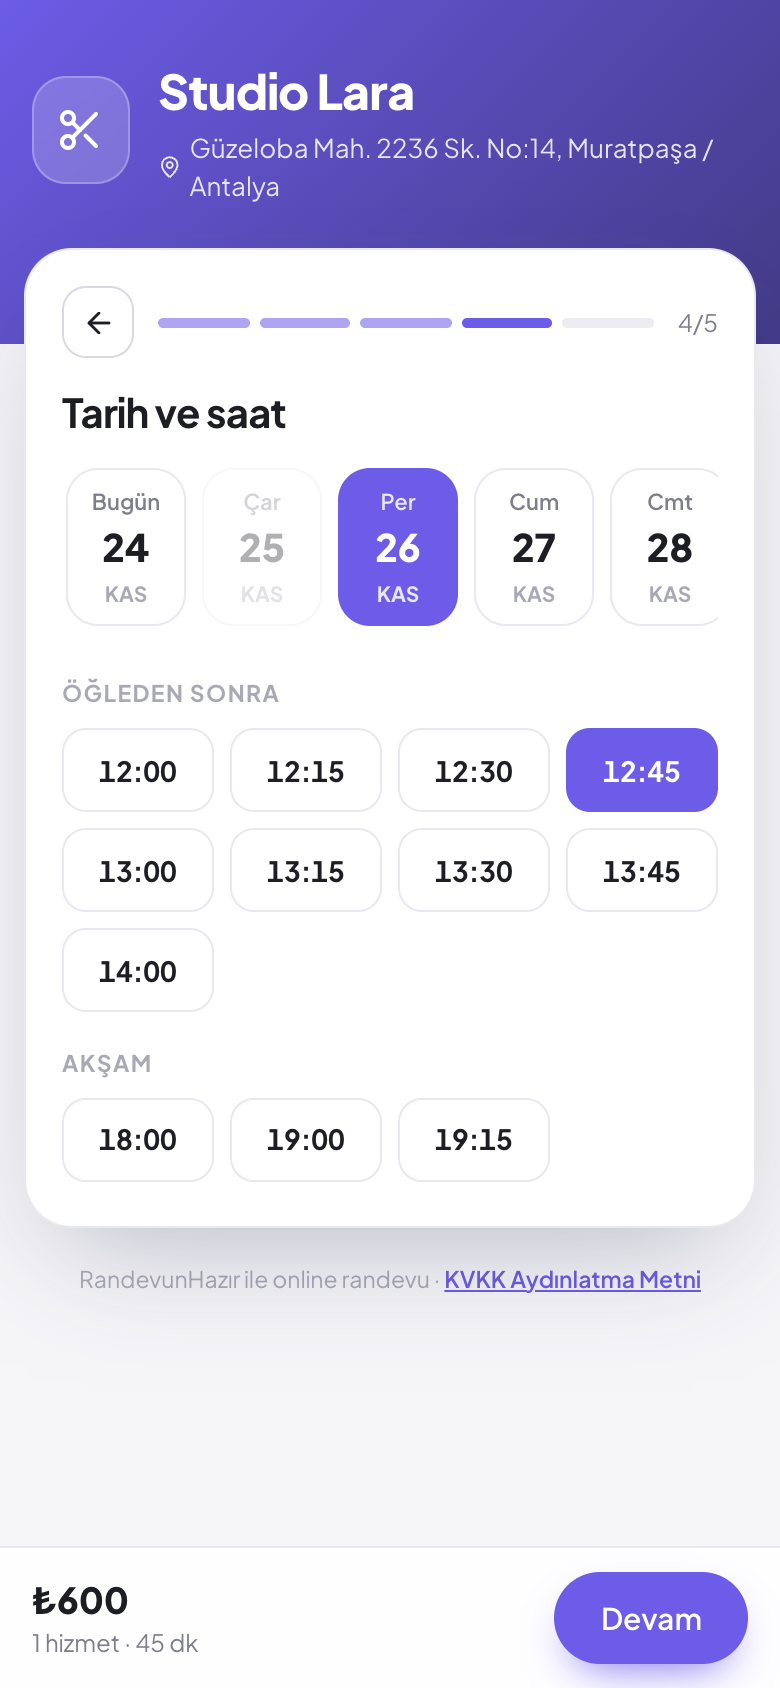 Studio Lara
Güzeloba Mah. 2236 Sk. No:14, Muratpaşa /
Antalya
4/5
Tarih ve saat
Bugün Çar Per Cum Cmt
24 25 26 27 28
KAS KAS KAS KAS KAS
ÖĞLEDEN SONRA
12:00 12:15 12:30 12:45
13:00 13:15 13:30 13:45
14:00
AKŞAM
18:00 19:00 19:15
RandevunHazır ile online randevu · KVKK Aydınlatma Metni
₺600
1 hizmet · 45 dk
Devam